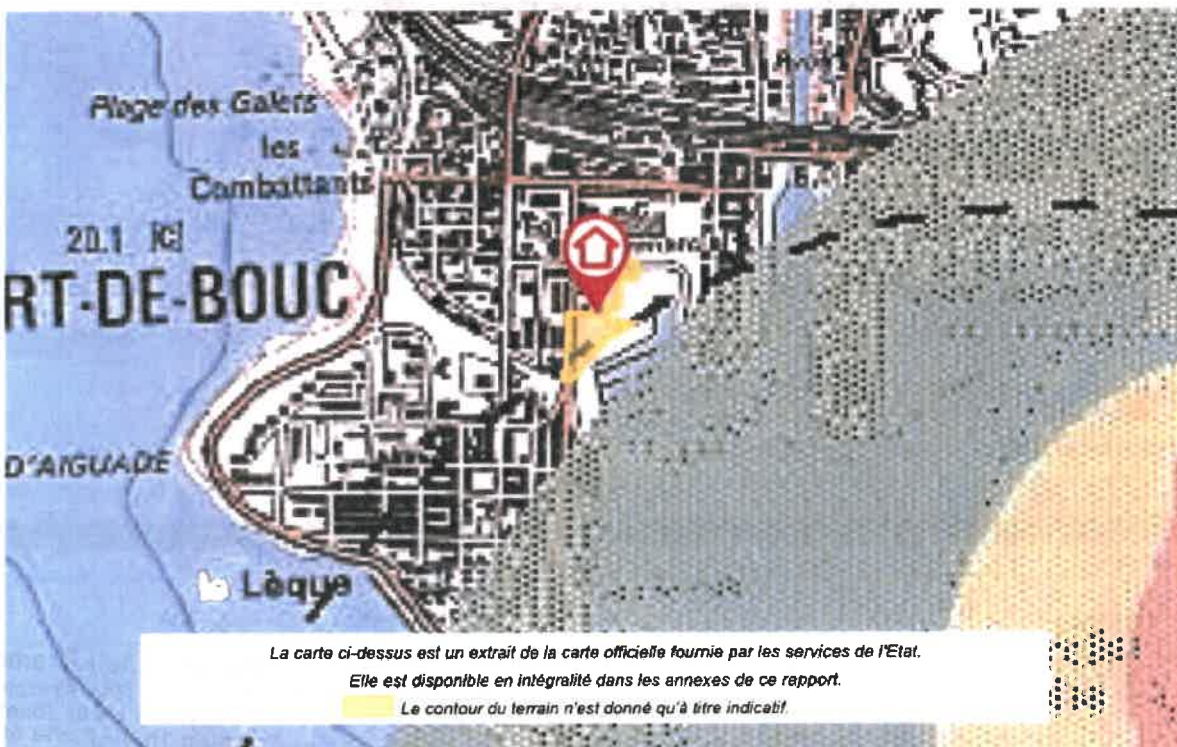 Plage des Galets
les
Combattants
20.1 [C]
RT-DE-BOUC
D'AIGUADE
Lèque
La carte ci-dessus est un extrait de la carte officielle fournie par les services de l'Etat.
Elle est disponible en intégralité dans les annexes de ce rapport.
Le contour du terrain n'est donné qu'à titre indicatif.